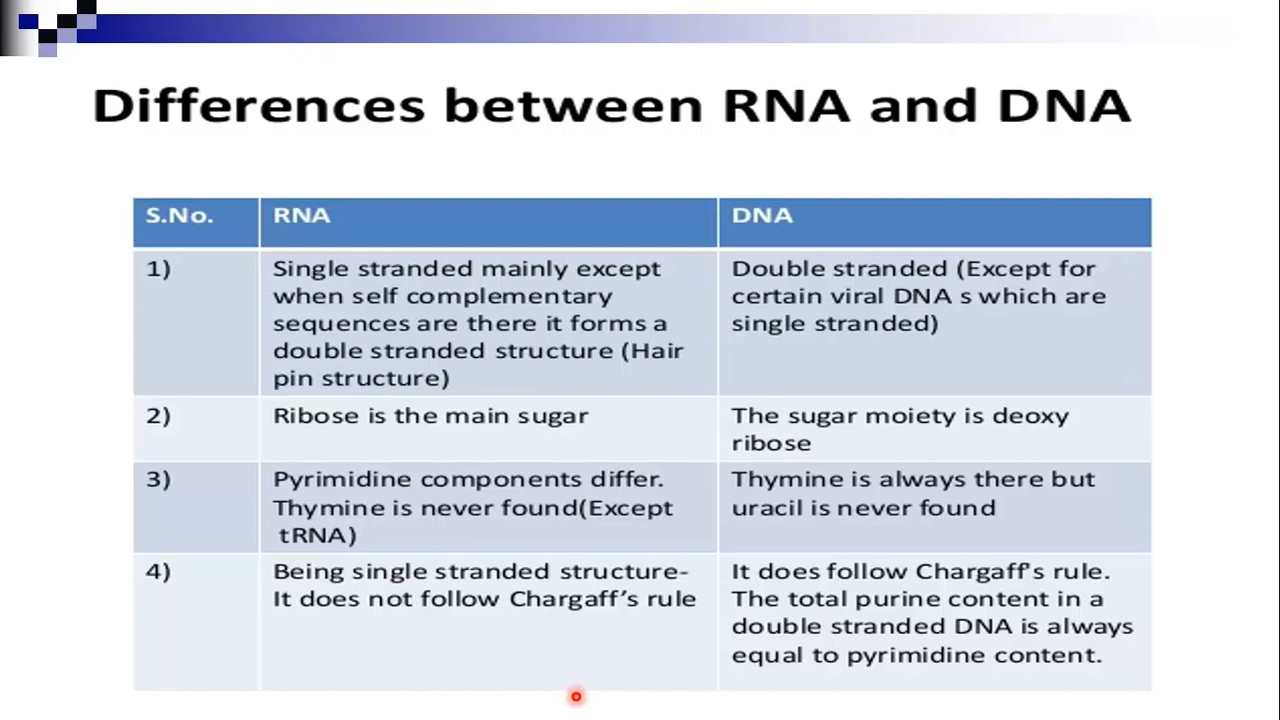 Differences between RNA and DNA
S.No.
RNA
DNA
1)
Single stranded mainly except
when self complementary
sequences are there it forms a
double stranded structure (Hair
pin structure)
Double stranded (Except for
certain viral DNA s which are
single stranded)
2)
Ribose is the main sugar
The sugar moiety is deoxy
ribose
3)
Pyrimidine components differ.
Thymine is never found(Except
tRNA)
Thymine is always there but
uracil is never found
4)
Being single stranded structure-
It does not follow Chargaff’s rule
It does follow Chargaff's rule.
The total purine content in a
double stranded DNA is always
equal to pyrimidine content.